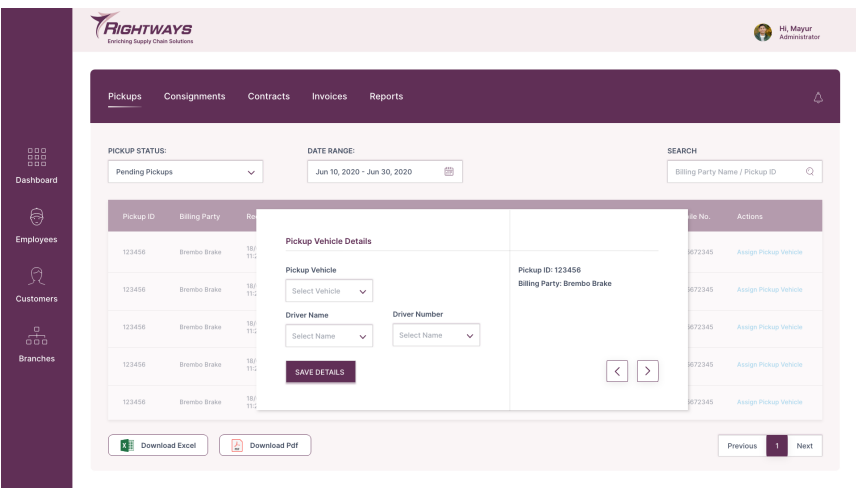 RIGHTWAYS
Enriching Supply Chain Solutions
Hi, Mayur
Administrator
Pickups Consignments Contracts Invoices Reports
PICKUP STATUS: DATE RANGE: SEARCH
Pending Pickups Jun 10, 2020 - Jun 30, 2020 Billing Party Name / Pickup ID
Dashboard
Employees
Customers
Branches
Pickup ID Billing Party Actions
123456 Brembo Brake Assign Pickup Vehicle
123456 Brembo Brake Assign Pickup Vehicle
123456 Brembo Brake Assign Pickup Vehicle
123456 Brembo Brake Assign Pickup Vehicle
123456 Brembo Brake Assign Pickup Vehicle
Pickup Vehicle Details
Pickup Vehicle
Select Vehicle
Driver Name Driver Number
Select Name Select Name
SAVE DETAILS
Pickup ID: 123456
Billing Party: Brembo Brake
Download Excel Download Pdf
Previous 1 Next